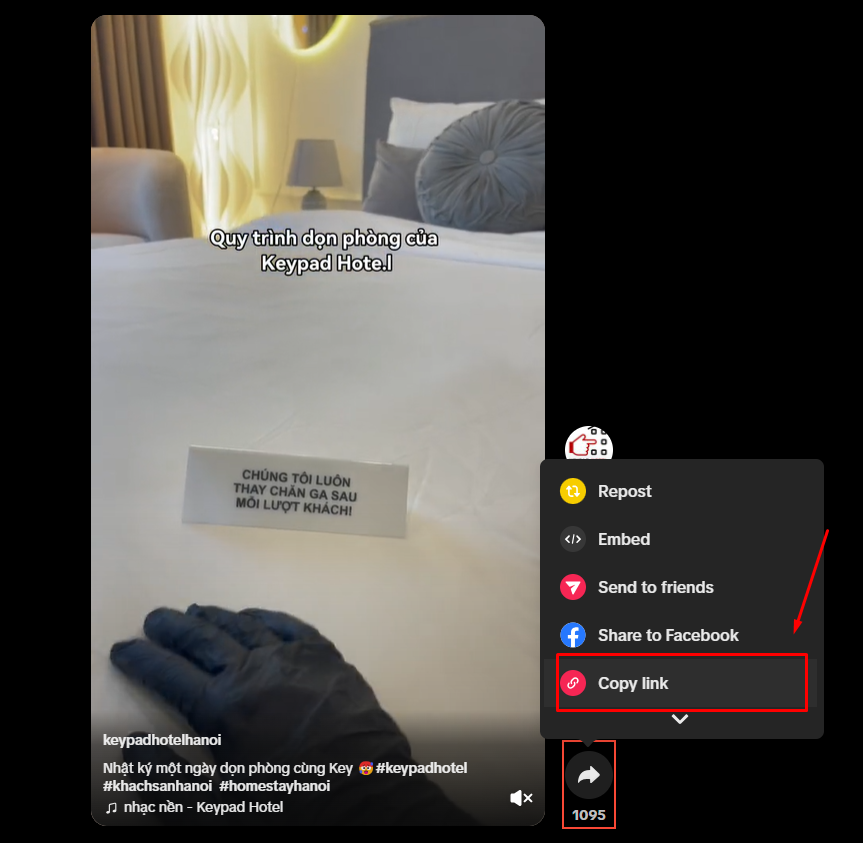 Quy trình dọn phòng của
Keypad Hote.l
CHÚNG TÔI LUÔN
THAY CHĂN GA SAU
MỖI LƯỢT KHÁCH!
keypadhotelhanoi
Nhật ký một ngày dọn phòng cùng Key 🤯 #keypadhotel
#khachsanhanoi #homestayhanoi
nhạc nền - Keypad Hotel
Repost
Embed
Send to friends
Share to Facebook
Copy link
1095